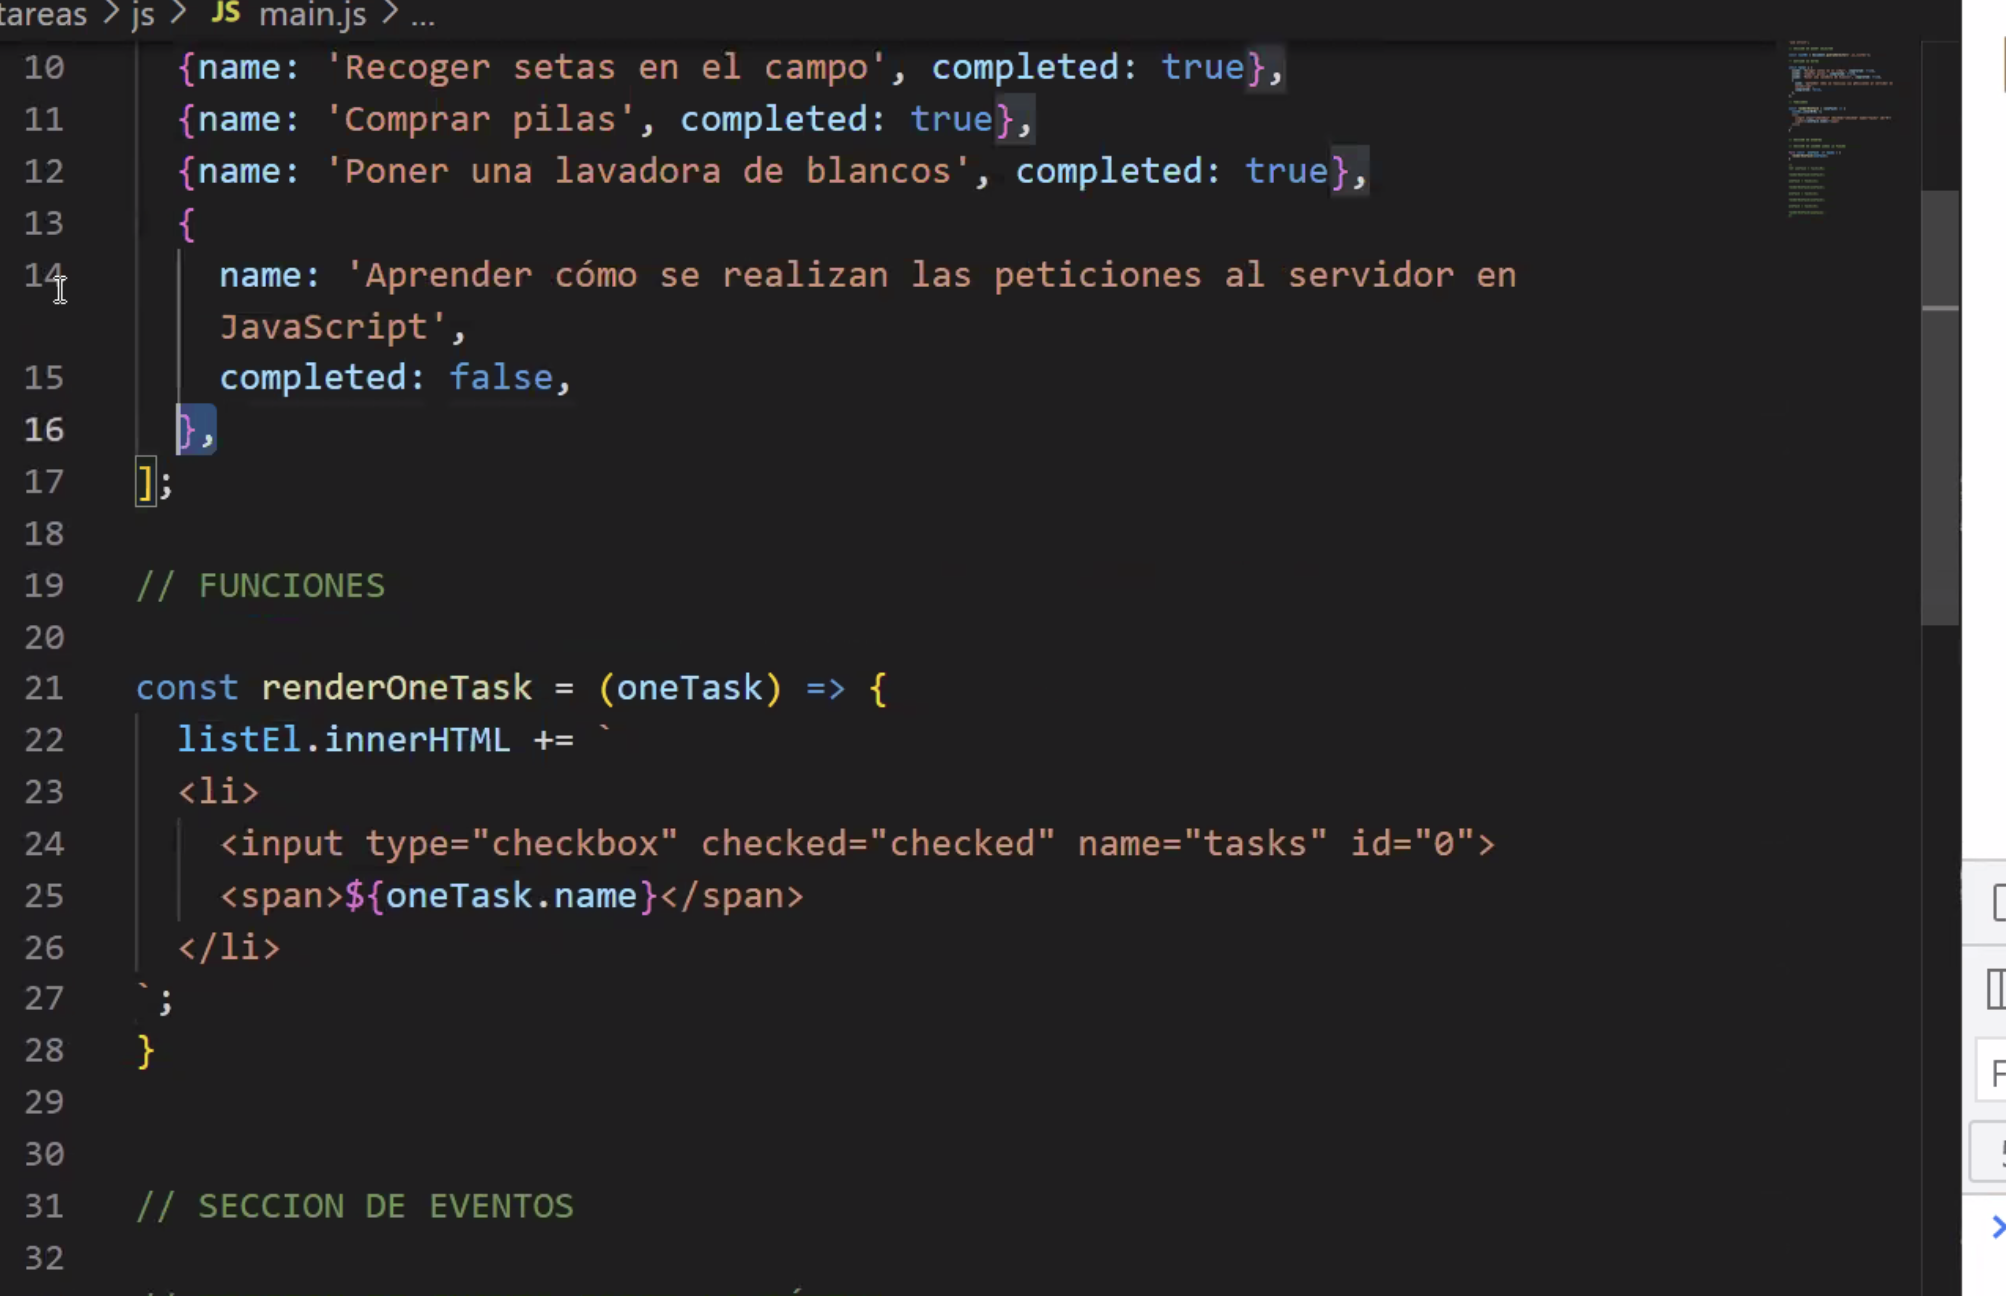 tareas > js > JS main.js > ...
10 {name: 'Recoger setas en el campo', completed: true},
11 {name: 'Comprar pilas', completed: true},
12 {name: 'Poner una lavadora de blancos', completed: true},
13 {
14 name: 'Aprender cómo se realizan las peticiones al servidor en
JavaScript',
15 completed: false,
16 },
17 ];
18
19 // FUNCIONES
20
21 const renderOneTask = (oneTask) => {
22 listEl.innerHTML += `
23 <li>
24 <input type="checkbox" checked="checked" name="tasks" id="0">
25 <span>${oneTask.name}</span>
26 </li>
27 `;
28 }
29
30
31 // SECCION DE EVENTOS
32